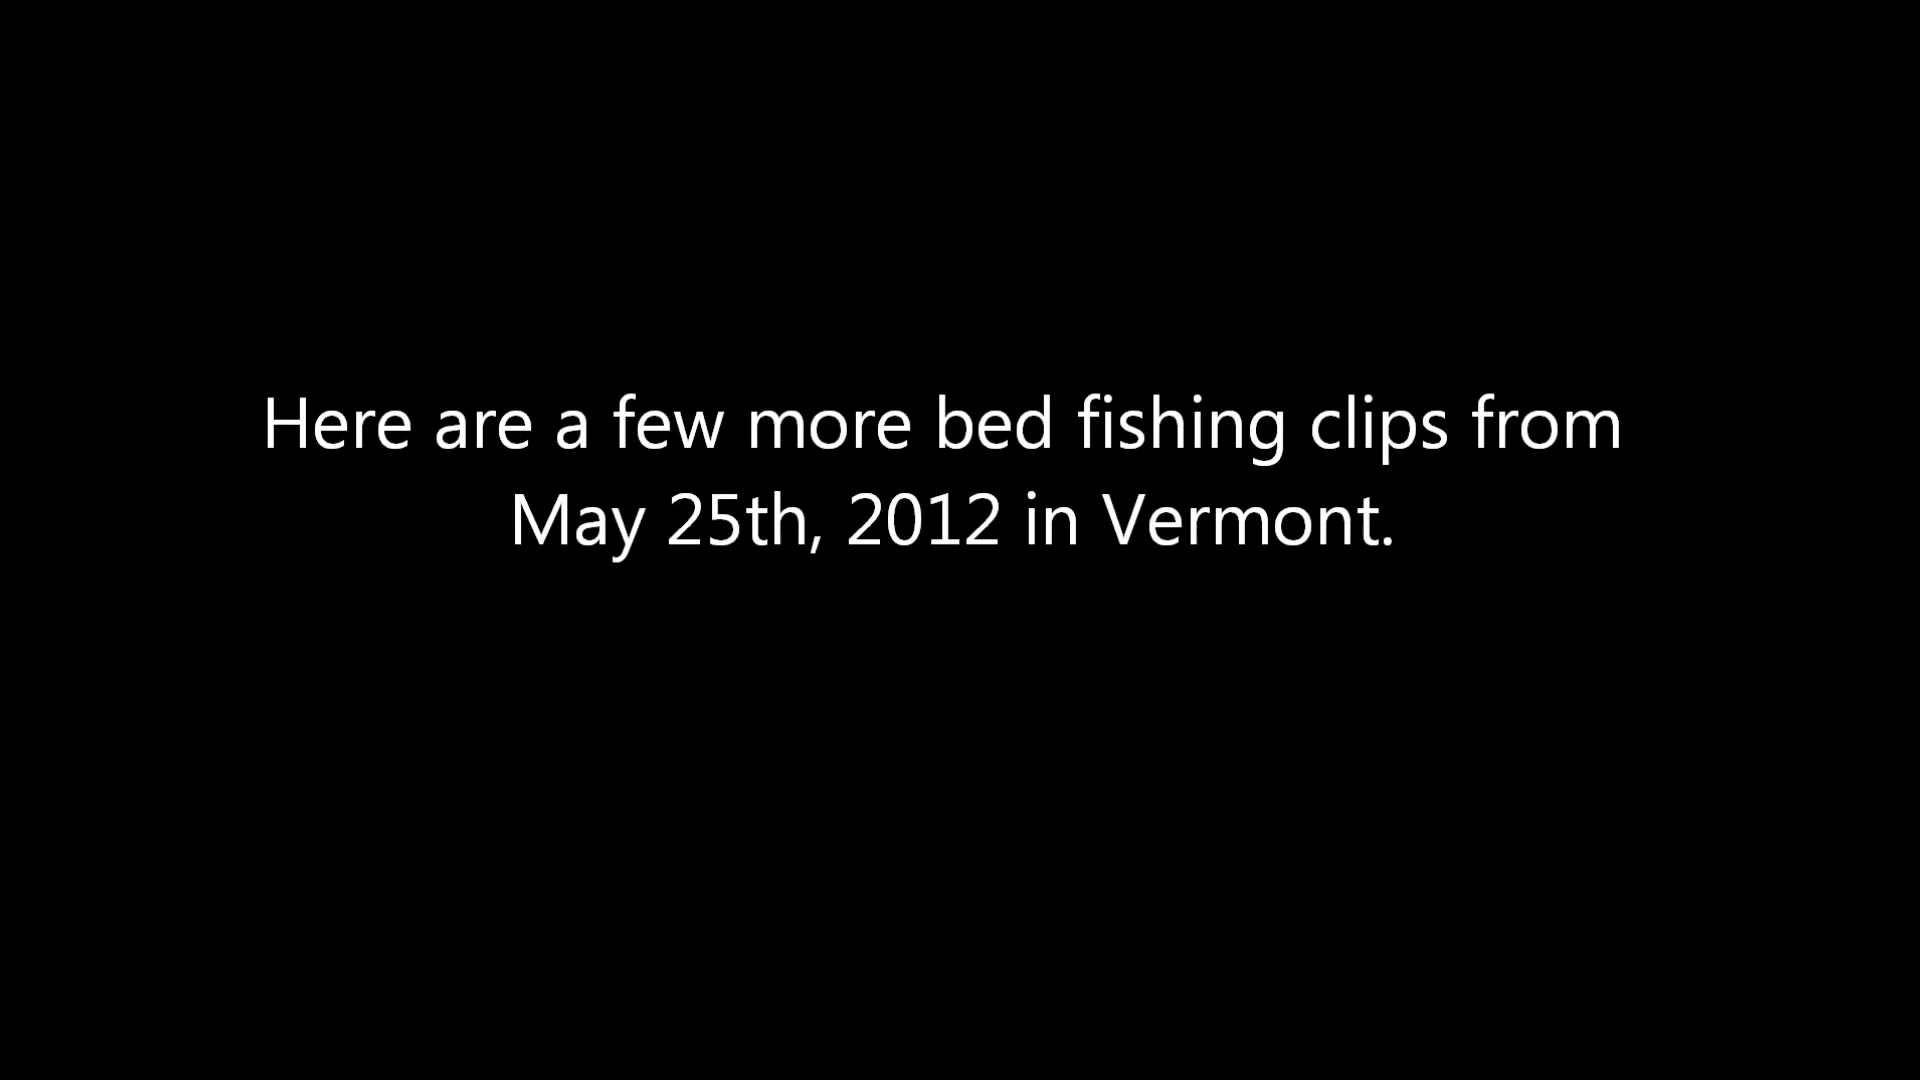 Here are a few more bed fishing clips from
May 25th, 2012 in Vermont.